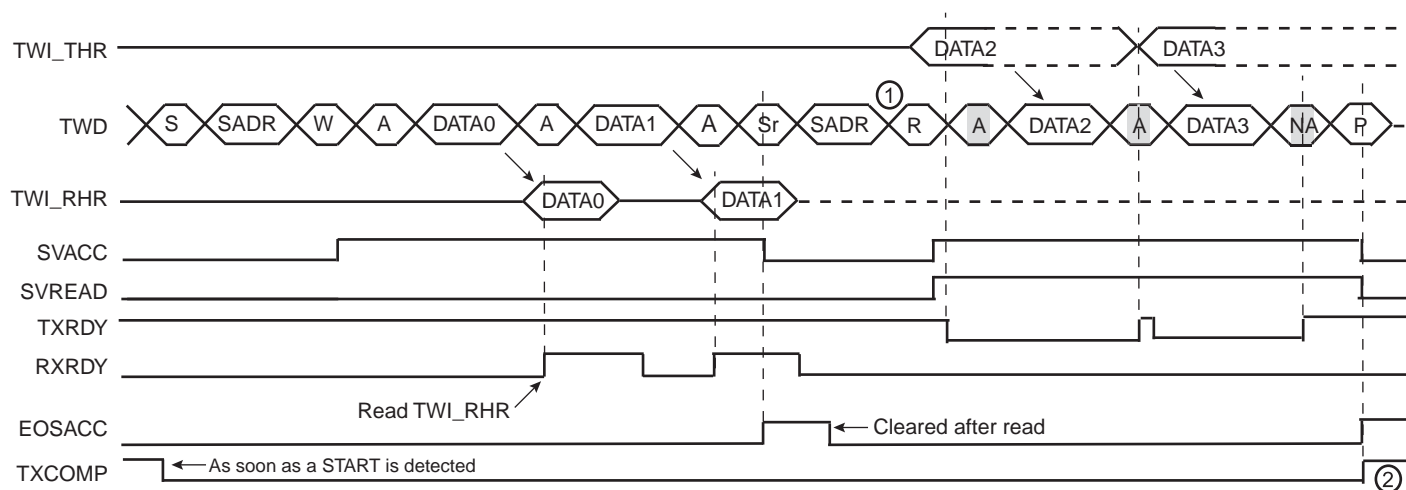 TWI_THR DATA2 DATA3
①
TWD S SADR W A DATA0 A DATA1 A Sr SADR R A DATA2 A DATA3 NA P
TWI_RHR DATA0 DATA1
SVACC
SVREAD
TXRDY
RXRDY
Read TWI_RHR
EOSACC Cleared after read
TXCOMP As soon as a START is detected ②